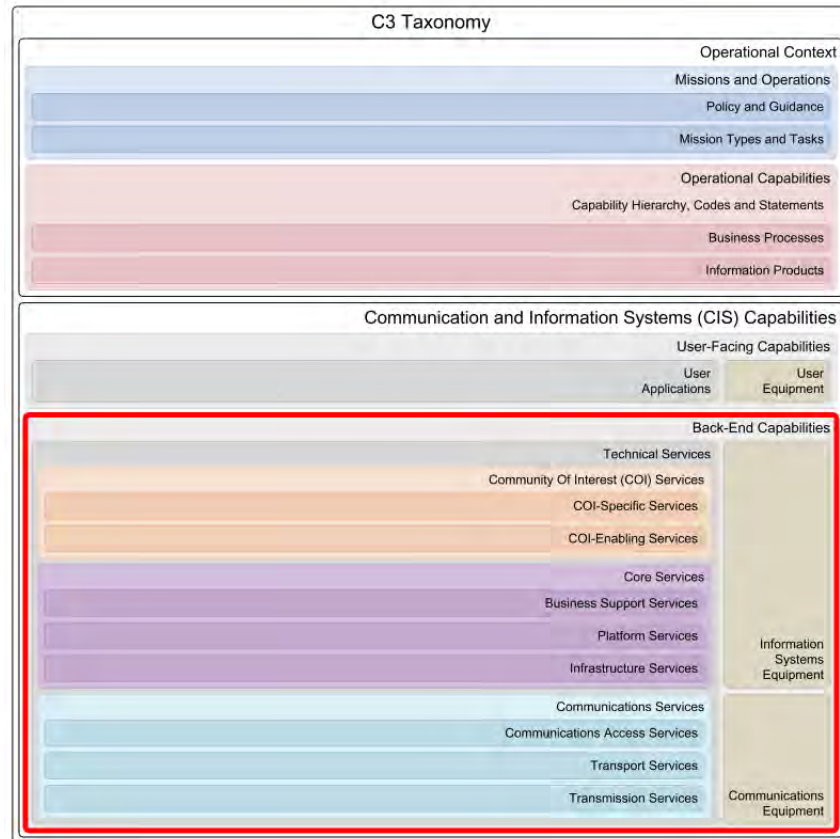 C3 Taxonomy
Operational Context
Missions and Operations
Policy and Guidance
Mission Types and Tasks
Operational Capabilities
Capability Hierarchy, Codes and Statements
Business Processes
Information Products
Communication and Information Systems (CIS) Capabilities
User-Facing Capabilities
User
Applications
User
Equipment
Back-End Capabilities
Technical Services
Community Of Interest (COI) Services
COI-Specific Services
COI-Enabling Services
Core Services
Business Support Services
Platform Services
Infrastructure Services
Information
Systems
Equipment
Communications Services
Communications Access Services
Transport Services
Transmission Services
Communications
Equipment